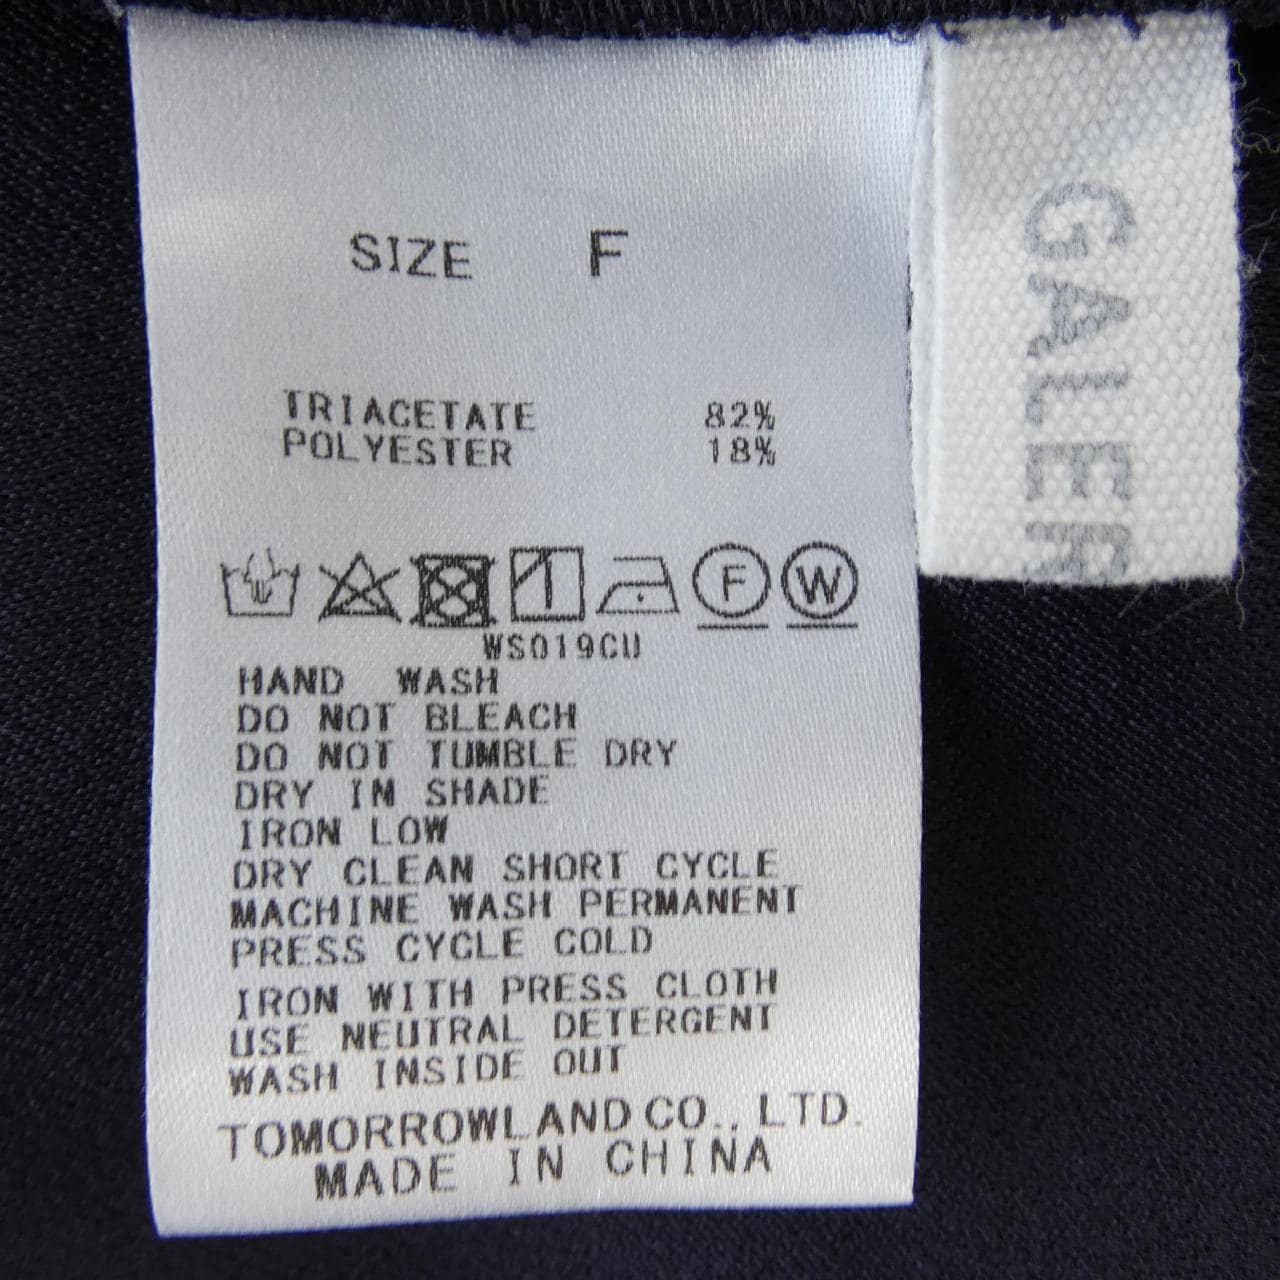 SIZE F
TRIACETATE 82%
POLYESTER 18%
F W
WS019CU
HAND WASH
DO NOT BLEACH
DO NOT TUMBLE DRY
DRY IN SHADE
IRON LOW
DRY CLEAN SHORT CYCLE
MACHINE WASH PERMANENT
PRESS CYCLE COLD
IRON WITH PRESS CLOTH
USE NEUTRAL DETERGENT
WASH INSIDE OUT
TOMORROWLAND CO., LTD.
MADE IN CHINA
GALER